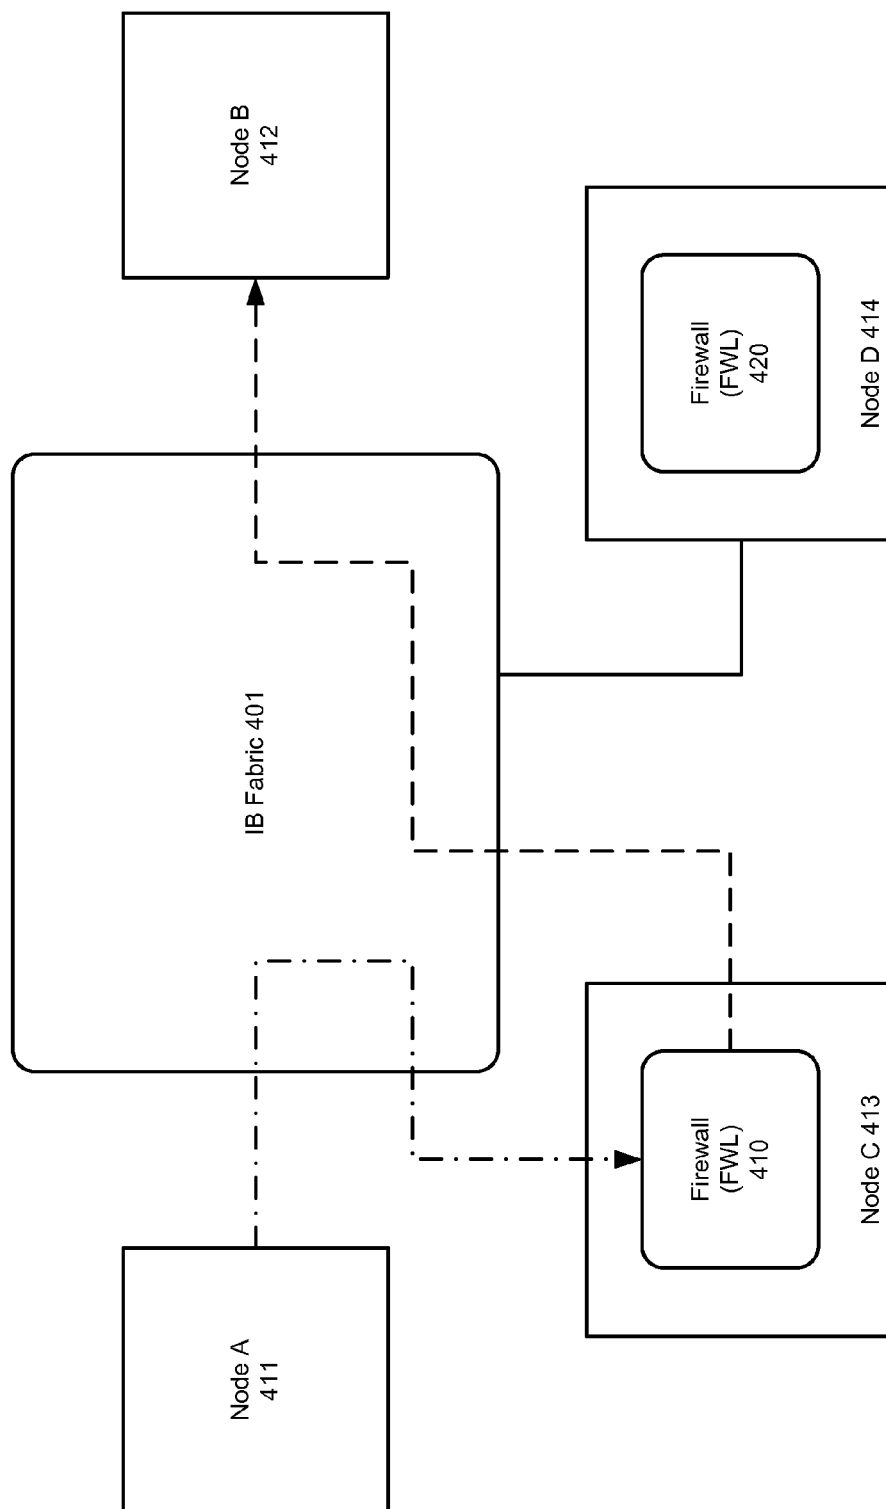 Node A
411
IB Fabric 401
Node B
412
Firewall
(FWL)
410
Node C 413
Firewall
(FWL)
420
Node D 414